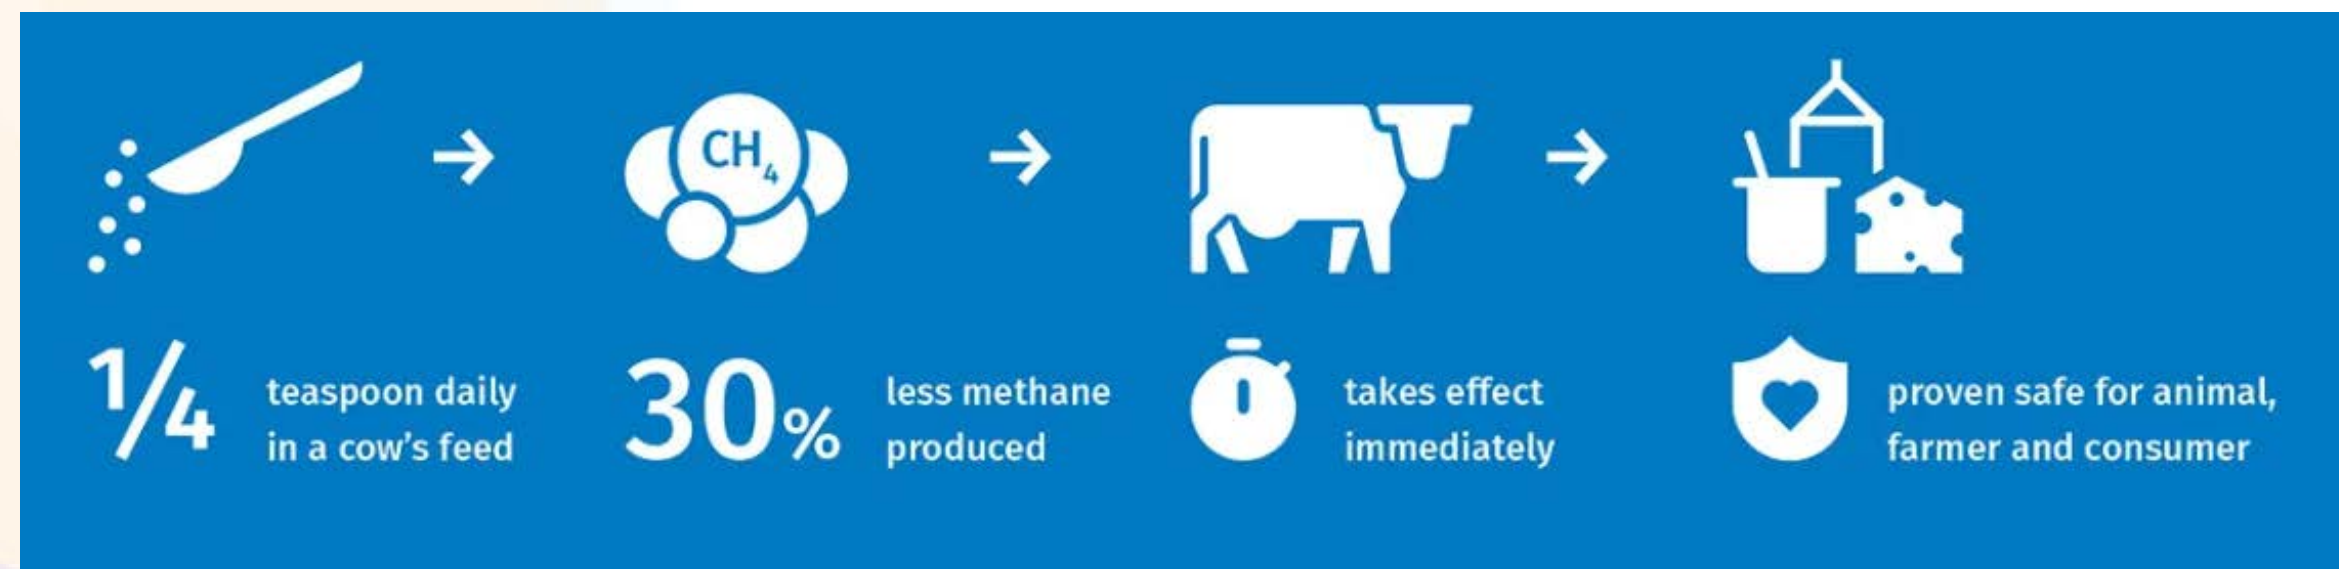 CH₄
1/4
teaspoon daily
in a cow's feed
30%
less methane
produced
takes effect
immediately
proven safe for animal,
farmer and consumer